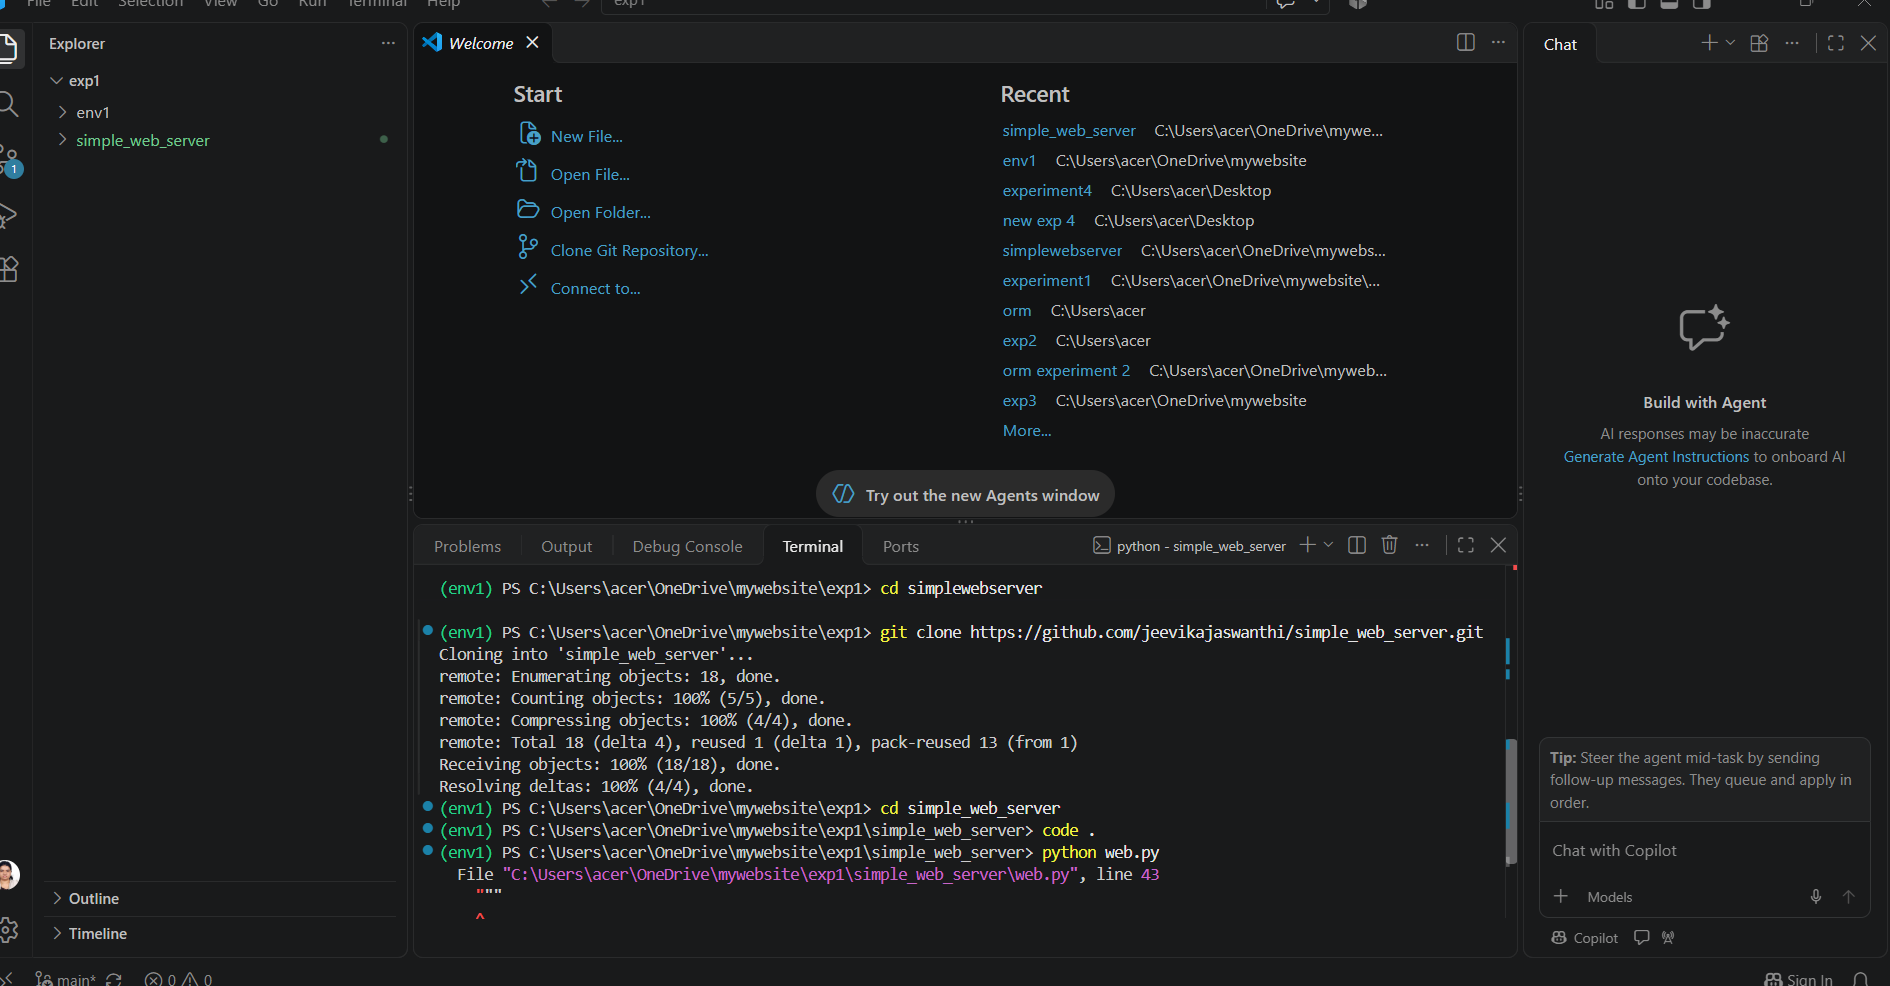 File Edit Selection View Go Run Terminal Help exp1
Explorer
exp1
env1
simple_web_server
1
Outline
Timeline
Welcome
Start
New File...
Open File...
Open Folder...
Clone Git Repository...
Connect to...
Recent
simple_web_server C:\Users\acer\OneDrive\mywe...
env1 C:\Users\acer\OneDrive\mywebsite
experiment4 C:\Users\acer\Desktop
new exp 4 C:\Users\acer\Desktop
simplewebserver C:\Users\acer\OneDrive\mywebs...
experiment1 C:\Users\acer\OneDrive\mywebsite\...
orm C:\Users\acer
exp2 C:\Users\acer
orm experiment 2 C:\Users\acer\OneDrive\myweb...
exp3 C:\Users\acer\OneDrive\mywebsite
More...
Try out the new Agents window
Problems Output Debug Console Terminal Ports python - simple_web_server
(env1) PS C:\Users\acer\OneDrive\mywebsite\exp1> cd simplewebserver
(env1) PS C:\Users\acer\OneDrive\mywebsite\exp1> git clone https://github.com/jeevikajaswanthi/simple_web_server.git
Cloning into 'simple_web_server'...
remote: Enumerating objects: 18, done.
remote: Counting objects: 100% (5/5), done.
remote: Compressing objects: 100% (4/4), done.
remote: Total 18 (delta 4), reused 1 (delta 1), pack-reused 13 (from 1)
Receiving objects: 100% (18/18), done.
Resolving deltas: 100% (4/4), done.
(env1) PS C:\Users\acer\OneDrive\mywebsite\exp1> cd simple_web_server
(env1) PS C:\Users\acer\OneDrive\mywebsite\exp1\simple_web_server> code .
(env1) PS C:\Users\acer\OneDrive\mywebsite\exp1\simple_web_server> python web.py
File "C:\Users\acer\OneDrive\mywebsite\exp1\simple_web_server\web.py", line 43
"""
^
Chat
Build with Agent
AI responses may be inaccurate
Generate Agent Instructions to onboard AI
onto your codebase.
Tip: Steer the agent mid-task by sending
follow-up messages. They queue and apply in
order.
Chat with Copilot
Models
Copilot
main* 0 0 Sign In